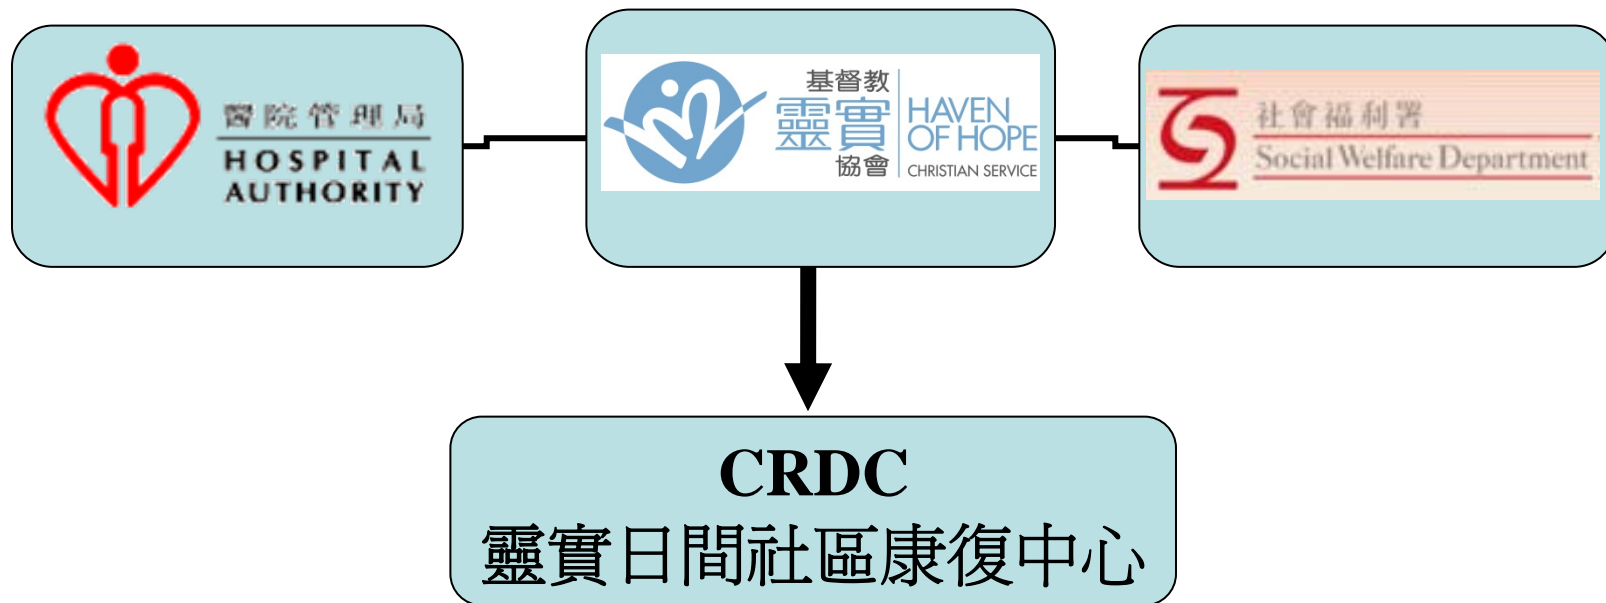 醫院管理局
HOSPITAL
AUTHORITY
基督教
靈實
協會
HAVEN
OF HOPE
CHRISTIAN SERVICE
社會福利署
Social Welfare Department
CRDC
靈實日間社區康復中心